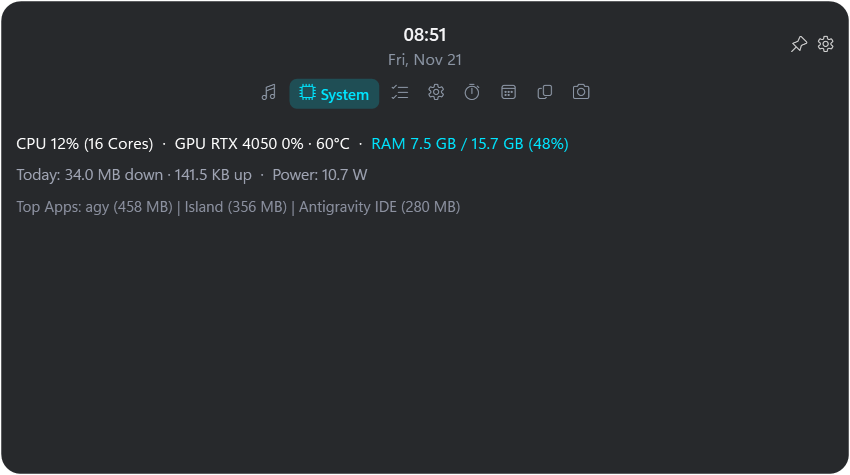 08:51
Fri, Nov 21
System
CPU 12% (16 Cores) · GPU RTX 4050 0% · 60°C · RAM 7.5 GB / 15.7 GB (48%)
Today: 34.0 MB down · 141.5 KB up · Power: 10.7 W
Top Apps: agy (458 MB) | Island (356 MB) | Antigravity IDE (280 MB)